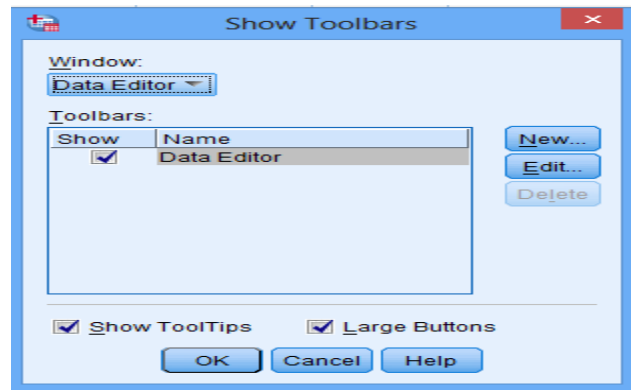 Show Toolbars
Window:
Data Editor
Toolbars:
Show Name
Data Editor
New...
Edit...
Delete
Show ToolTips Large Buttons
OK Cancel Help